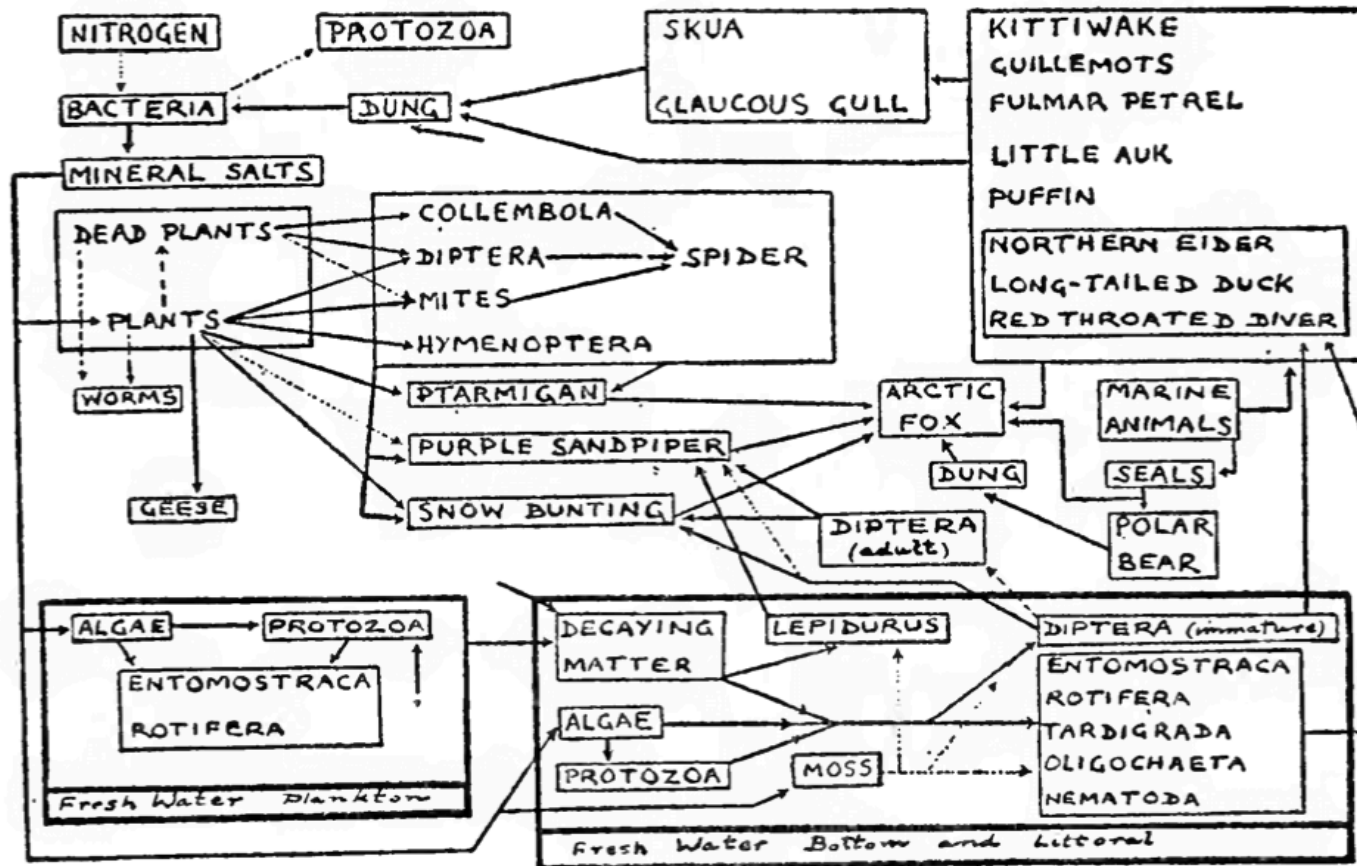 NITROGEN
PROTOZOA
BACTERIA
DUNG
MINERAL SALTS
SKUA
GLAUCOUS GULL
KITTIWAKE
GUILLEMOTS
FULMAR PETREL
LITTLE AUK
PUFFIN
NORTHERN EIDER
LONG-TAILED DUCK
RED THROATED DIVER
DEAD PLANTS
PLANTS
WORMS
GEESE
COLLEMBOLA
DIPTERA
MITES
HYMENOPTERA
SPIDER
PTARMIGAN
PURPLE SANDPIPER
SNOW BUNTING
ARCTIC
FOX
MARINE
ANIMALS
DUNG
SEALS
POLAR
BEAR
DIPTERA
(adult)
ALGAE
PROTOZOA
ENTOMOSTRACA
ROTIFERA
Fresh Water Plankton
DECAYING
MATTER
LEPIDURUS
DIPTERA (immature)
ALGAE
PROTOZOA
MOSS
ENTOMOSTRACA
ROTIFERA
TARDIGRADA
OLIGOCHAETA
NEMATODA
Fresh Water Bottom and Littoral